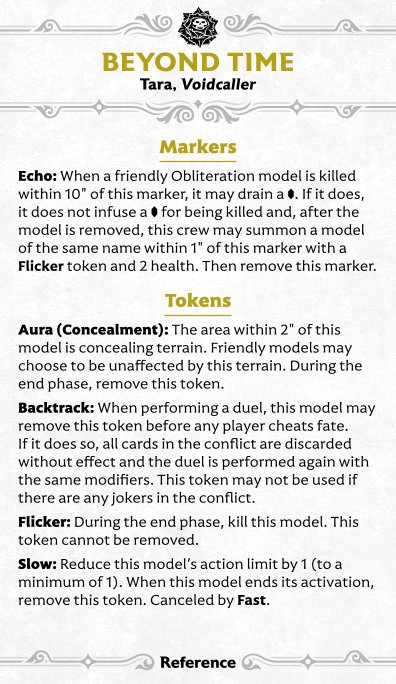 BEYOND TIME
Tara, Voidcaller
Markers
Echo: When a friendly Obliteration model is killed
within 10" of this marker, it may drain a . If it does,
it does not infuse a for being killed and, after the
model is removed, this crew may summon a model
of the same name within 1" of this marker with a
Flicker token and 2 health. Then remove this marker.
Tokens
Aura (Concealment): The area within 2" of this
model is concealing terrain. Friendly models may
choose to be unaffected by this terrain. During the
end phase, remove this token.
Backtrack: When performing a duel, this model may
remove this token before any player cheats fate.
If it does so, all cards in the conflict are discarded
without effect and the duel is performed again with
the same modifiers. This token may not be used if
there are any jokers in the conflict.
Flicker: During the end phase, kill this model. This
token cannot be removed.
Slow: Reduce this model's action limit by 1 (to a
minimum of 1). When this model ends its activation,
remove this token. Canceled by Fast.
Reference